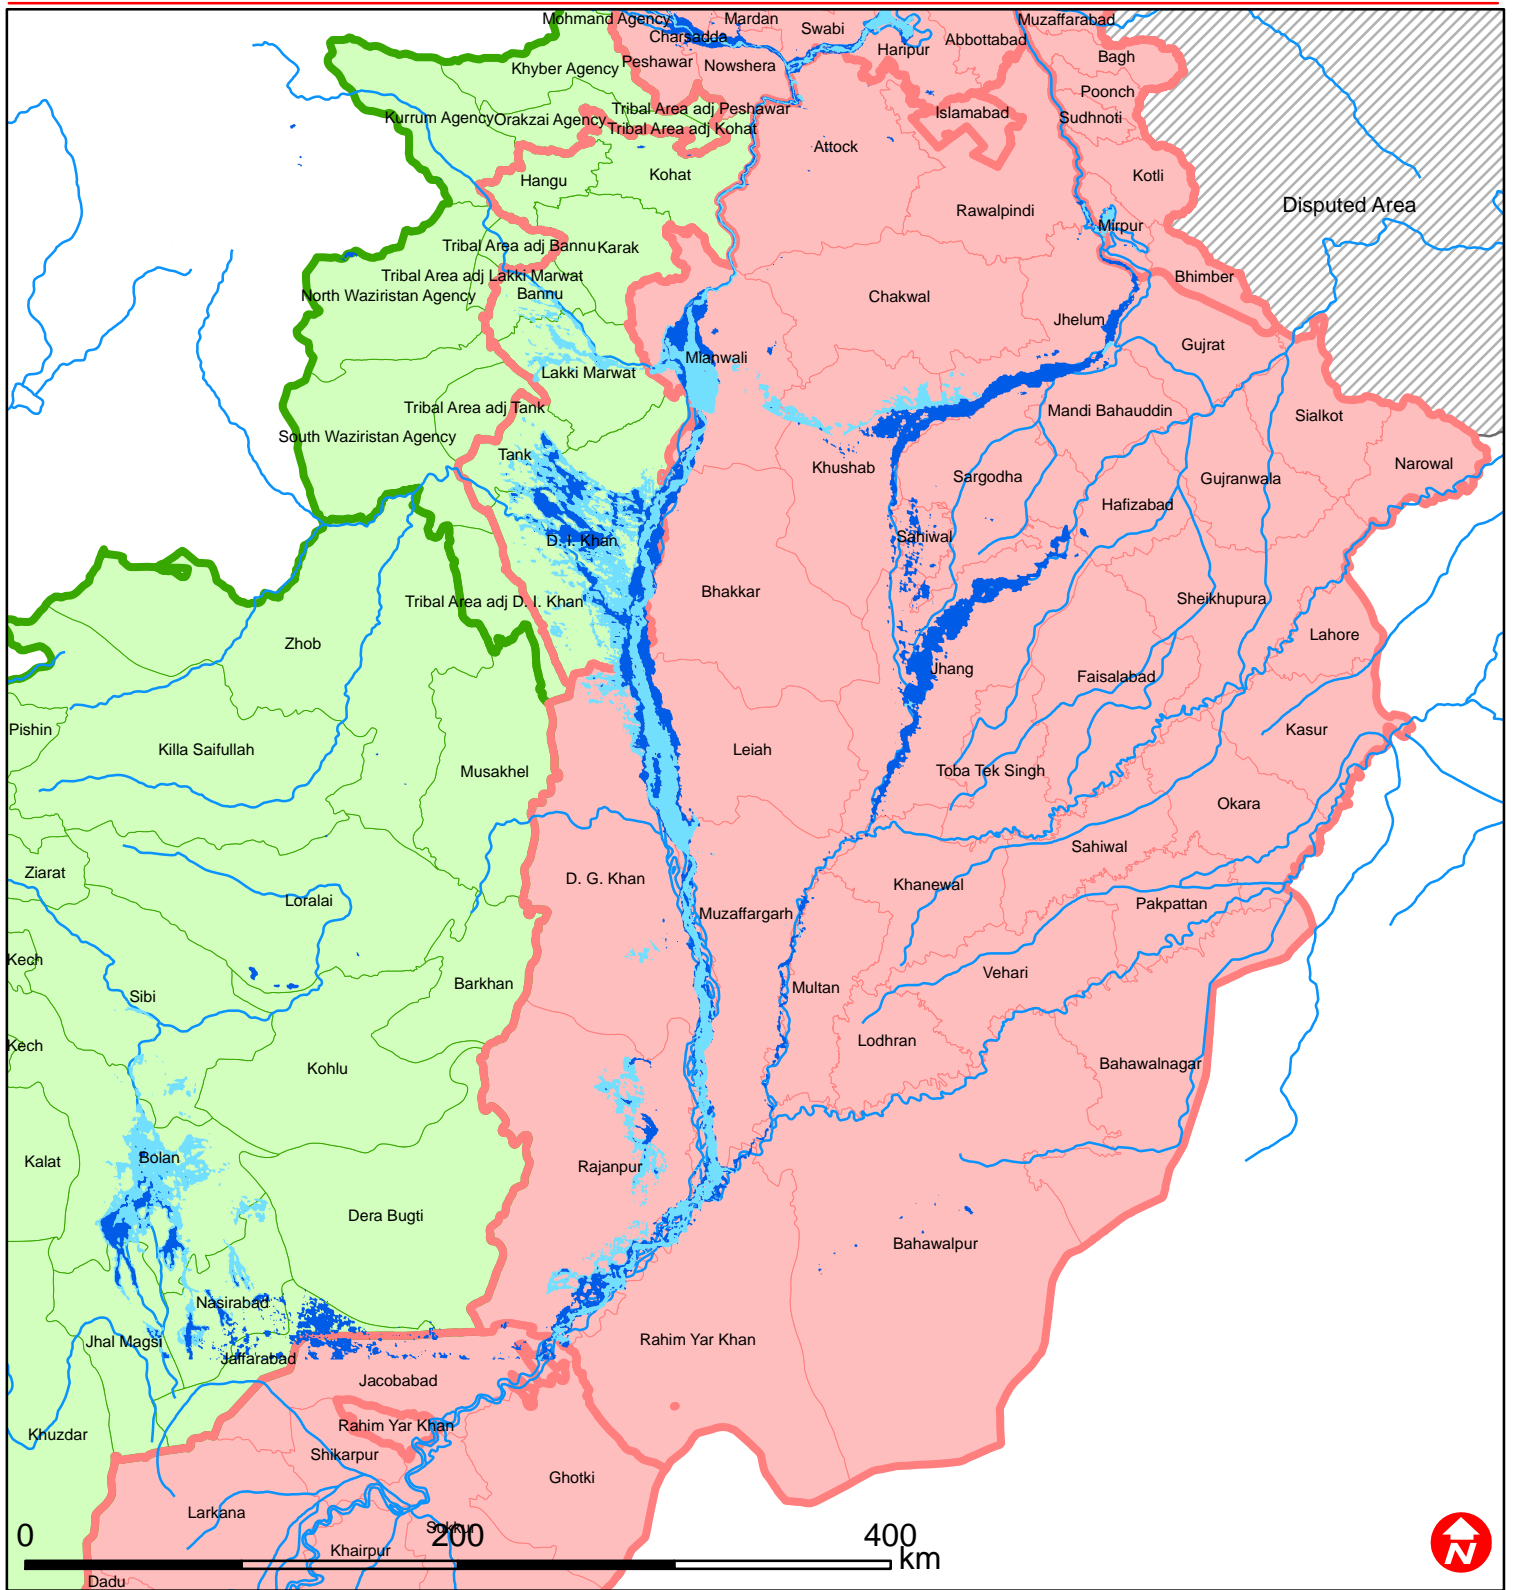 Mohmand Agency
Mardan
Muzaffarabad
Charsadda
Swabi
Abbottabad
Haripur
Bagh
Peshawar
Nowshera
Khyber Agency
Poonch
Tribal Area adj Peshawar
Islamabad
Sudhnoti
Kurrum Agency
Orakzai Agency
Tribal Area adj Kohat
Attock
Kohat
Kotli
Hangu
Disputed Area
Rawalpindi
Mirpur
Tribal Area adj Bannu
Karak
Tribal Area adj Lakki Marwat
Bhimber
North Waziristan Agency
Bannu
Chakwal
Jhelum
Gujrat
Mianwali
Lakki Marwat
Tribal Area adj Tank
Mandi Bahauddin
Sialkot
South Waziristan Agency
Tank
Khushab
Sargodha
Gujranwala
Narowal
Hafizabad
D. I. Khan
Sahiwal
Bhakkar
Tribal Area adj D. I. Khan
Sheikhupura
Lahore
Zhob
Jhang
Faisalabad
Pishin
Kasur
Killa Saifullah
Leiah
Musakhel
Toba Tek Singh
Okara
Sahiwal
Ziarat
D. G. Khan
Khanewal
Loralai
Pakpattan
Muzaffargarh
Kech
Vehari
Barkhan
Multan
Sibi
Lodhran
Kech
Kohlu
Bahawalnagar
Kalat
Bolan
Rajanpur
Dera Bugti
Bahawalpur
Nasirabad
Jhal Magsi
Rahim Yar Khan
Jaffarabad
Jacobabad
Rahim Yar Khan
Khuzdar
Shikarpur
Ghotki
Larkana
Sukkur
0
200
400
km
Khairpur
Dadu
N